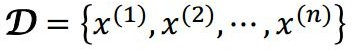 𝓓 = {x⁽¹⁾, x⁽²⁾, ⋯, x⁽ⁿ⁾}